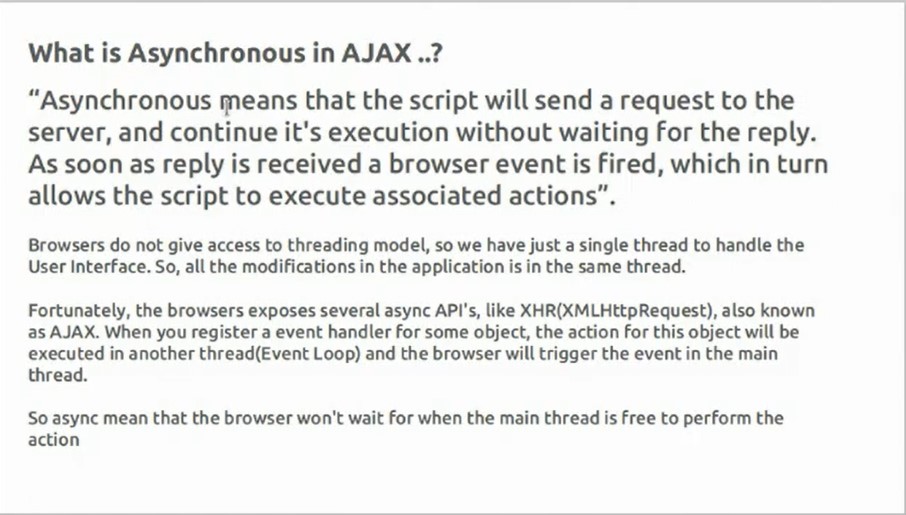 What is Asynchronous in AJAX ..?
“Asynchronous means that the script will send a request to the
server, and continue it's execution without waiting for the reply.
As soon as reply is received a browser event is fired, which in turn
allows the script to execute associated actions”.
Browsers do not give access to threading model, so we have just a single thread to handle the
User Interface. So, all the modifications in the application is in the same thread.
Fortunately, the browsers exposes several async API's, like XHR(XMLHttpRequest), also known
as AJAX. When you register a event handler for some object, the action for this object will be
executed in another thread(Event Loop) and the browser will trigger the event in the main
thread.
So async mean that the browser won't wait for when the main thread is free to perform the
action